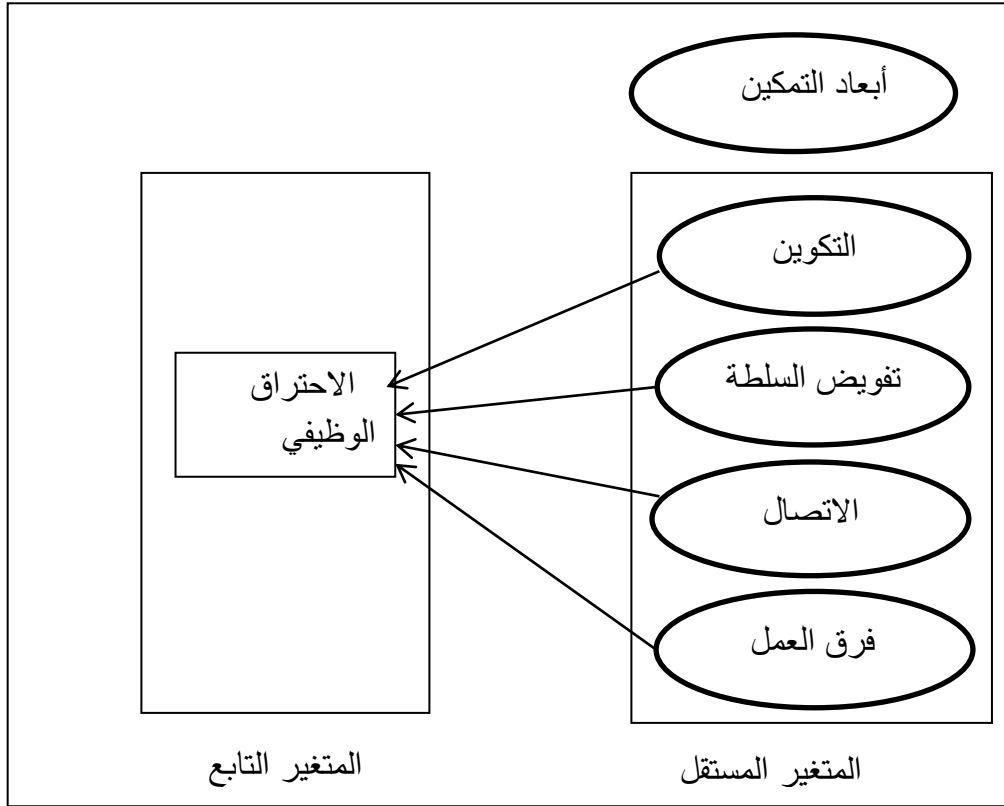 أبعاد التمكين
التكوين
تفويض السلطة
الاتصال
فرق العمل
الاحتراق
الوظيفي
المتغير المستقل
المتغير التابع